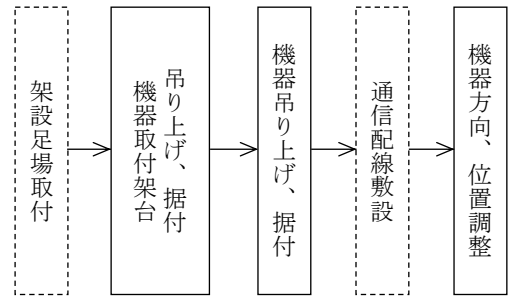 架設足場取付
機器取付架台
吊り上げ、据付
機器吊り上げ、据付
通信配線敷設
機器方向、位置調整